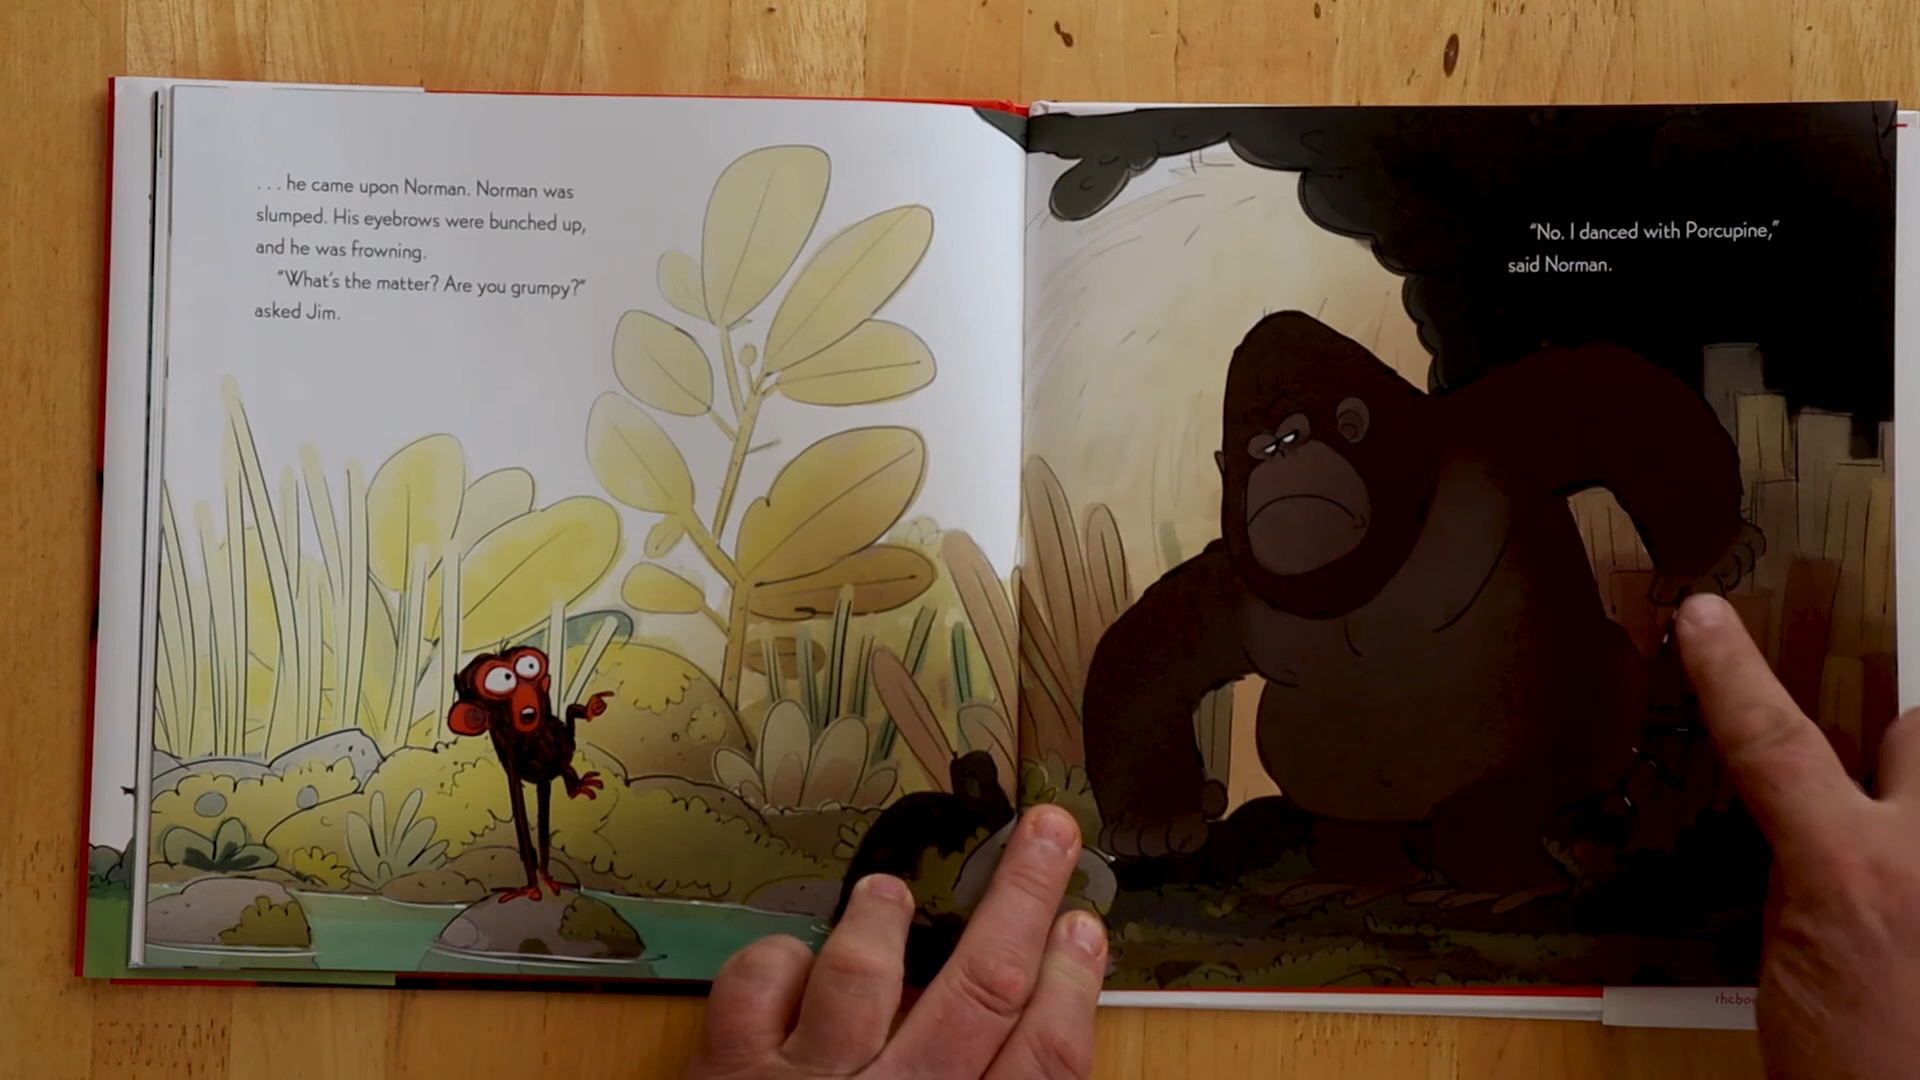 . . . he came upon Norman. Norman was
slumped. His eyebrows were bunched up,
and he was frowning.
"What's the matter? Are you grumpy?"
asked Jim.
"No. I danced with Porcupine,"
said Norman.